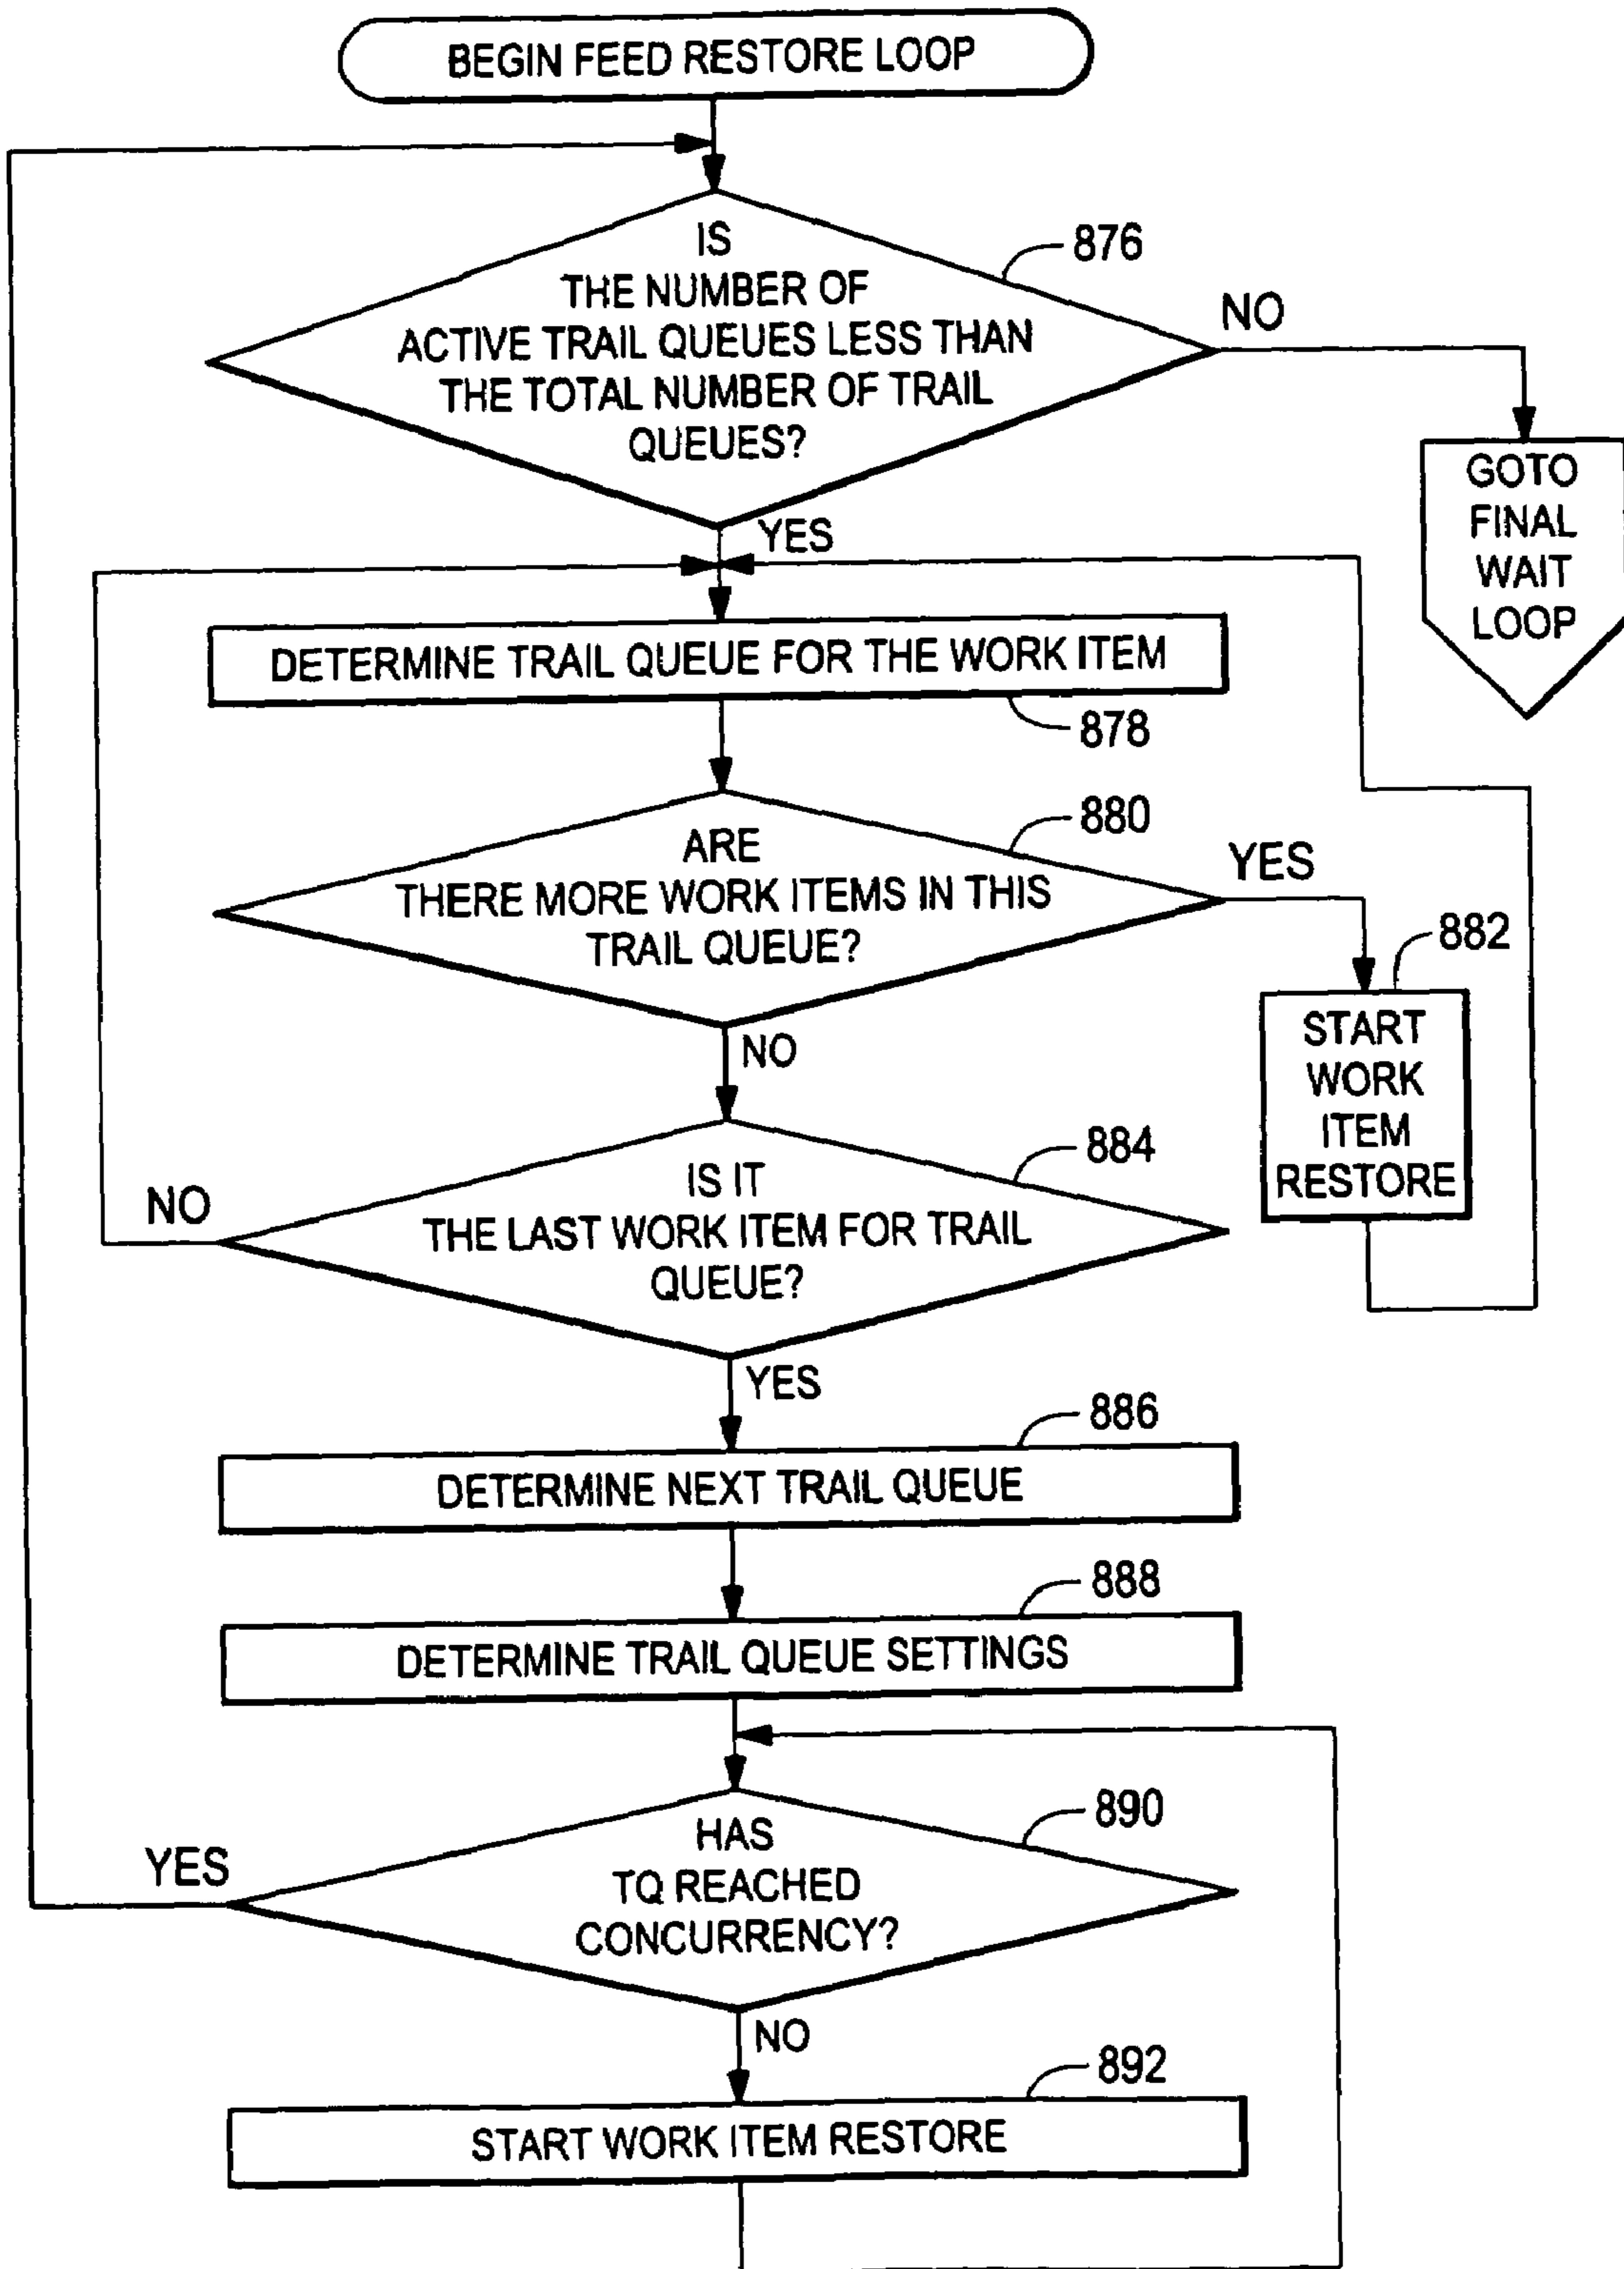 BEGIN FEED RESTORE LOOP
IS
THE NUMBER OF
ACTIVE TRAIL QUEUES LESS THAN
THE TOTAL NUMBER OF TRAIL
QUEUES?
876
NO
GOTO
FINAL
WAIT
LOOP
YES
DETERMINE TRAIL QUEUE FOR THE WORK ITEM
878
ARE
THERE MORE WORK ITEMS IN THIS
TRAIL QUEUE?
880
YES
882
START
WORK
ITEM
RESTORE
NO
IS IT
THE LAST WORK ITEM FOR TRAIL
QUEUE?
884
NO
YES
886
DETERMINE NEXT TRAIL QUEUE
888
DETERMINE TRAIL QUEUE SETTINGS
HAS
TQ REACHED
CONCURRENCY?
890
YES
NO
892
START WORK ITEM RESTORE